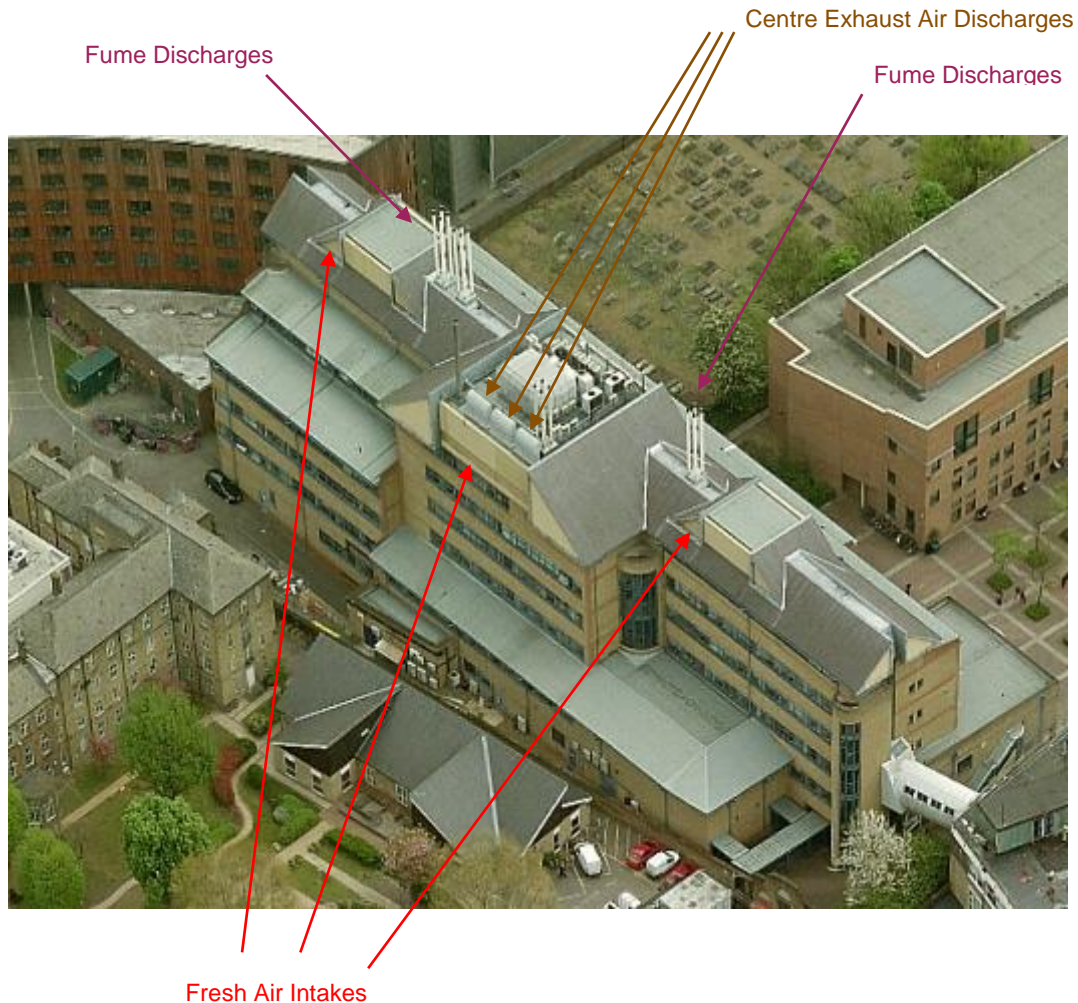 Centre Exhaust Air Discharges
Fume Discharges
Fume Discharges
Fresh Air Intakes